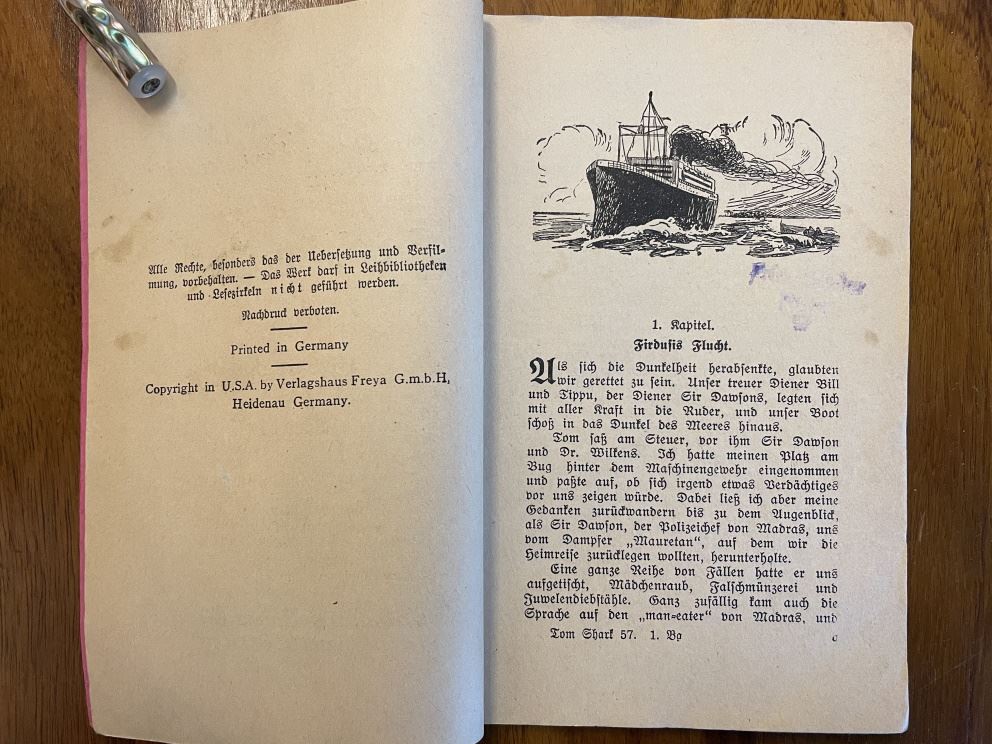 Alle Rechte, besonders das der Uebersetzung und Verfil-
mung, vorbehalten. — Das Werk darf in Leihbibliotheken
und Lesezirkeln nicht geführt werden.
Nachdruck verboten.
Printed in Germany
Copyright in U.S.A. by Verlagshaus Freya G.m.b.H,
Heidenau Germany.
1. Kapitel.
Firdusis Flucht.
Als sich die Dunkelheit herabsenkte, glaubten
wir gerettet zu sein. Unser treuer Diener Bill
und Tippu, der Diener Sir Dawsons, legten sich
mit aller Kraft in die Ruder, und unser Boot
schoß in das Dunkel des Meeres hinaus.
Tom saß am Steuer, vor ihm Sir Dawson
und Dr. Wilkens. Ich hatte meinen Platz am
Bug hinter dem Maschinengewehr eingenommen
und paßte auf, ob sich irgend etwas Verdächtiges
vor uns zeigen würde. Dabei ließ ich aber meine
Gedanken zurückwandern bis zu dem Augenblick,
als Sir Dawson, der Polizeichef von Madras, uns
vom Dampfer „Mauretan“, auf dem wir die
Heimreise zurücklegen wollten, herunterholte.
Eine ganze Reihe von Fällen hatte er uns
aufgetischt, Mädchenraub, Falschmünzerei und
Juwelendiebstähle. Ganz zufällig kam auch die
Sprache auf den „man=eater“ von Madras, und
Tom Shark 57. 1. Bg